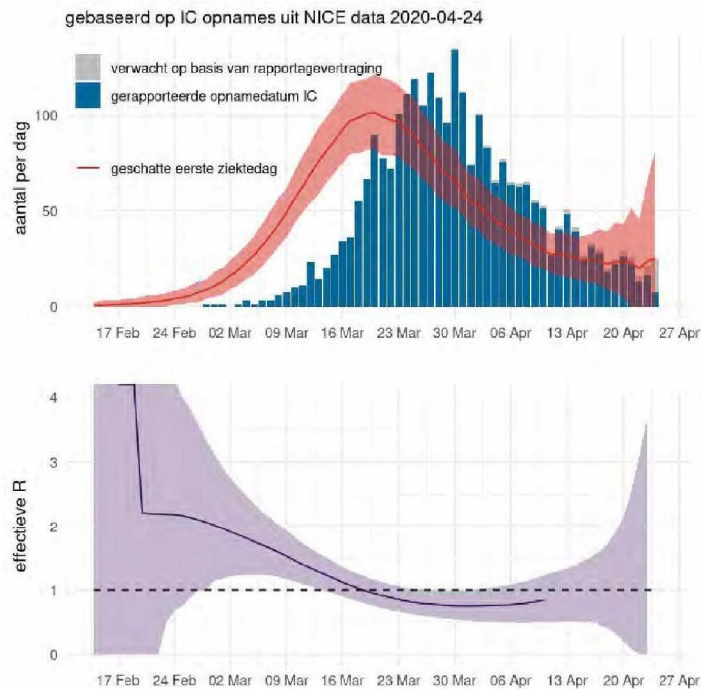 gebaseerd op IC opnames uit NICE data 2020-04-24
verwacht op basis van rapportagevertraging
gerapporteerde opnamedatum IC
geschatte eerste ziektedag
aantal per dag
100
50
0
17 Feb 24 Feb 02 Mar 09 Mar 16 Mar 23 Mar 30 Mar 06 Apr 13 Apr 20 Apr 27 Apr
effectieve R
4
3
2
1
0
17 Feb 24 Feb 02 Mar 09 Mar 16 Mar 23 Mar 30 Mar 06 Apr 13 Apr 20 Apr 27 Apr